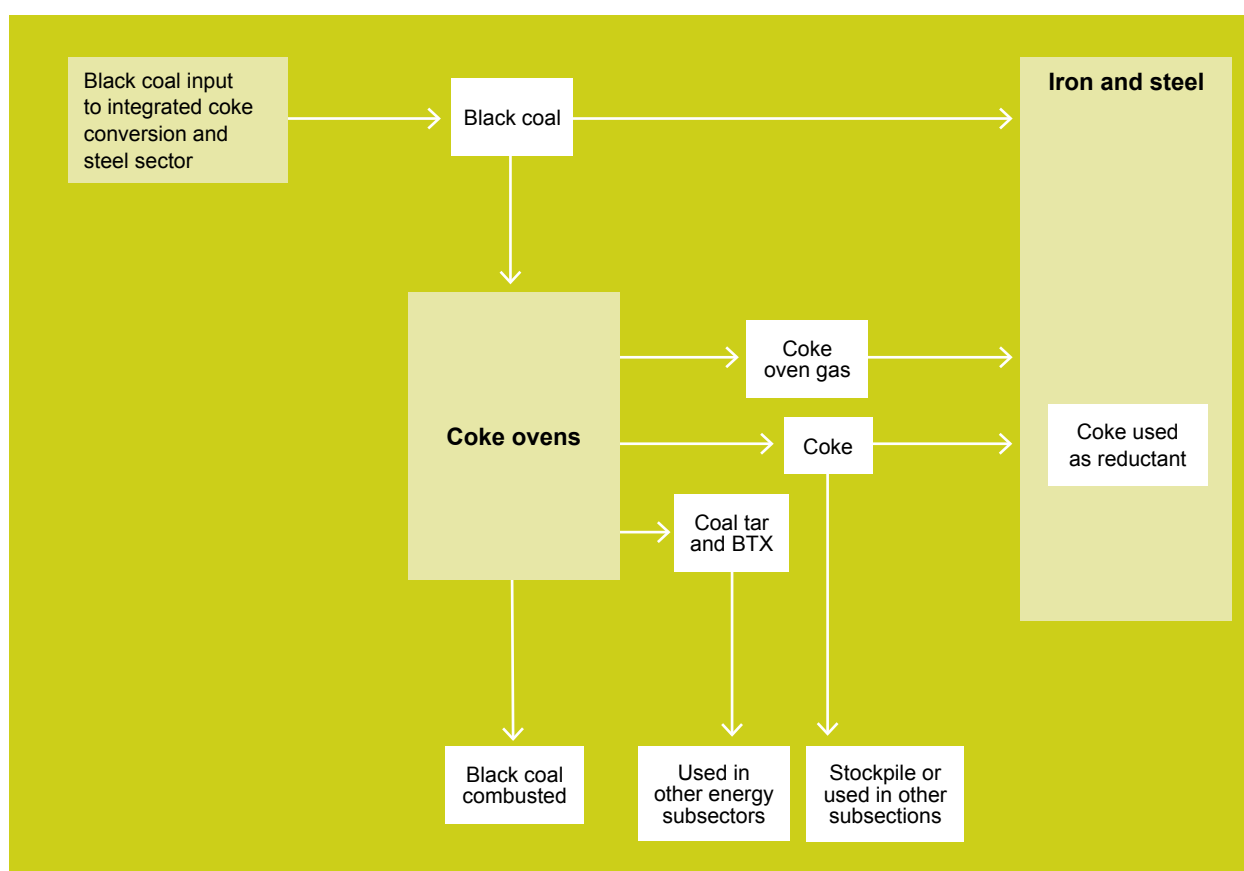 Black coal input
to integrated coke
conversion and
steel sector
Black coal
Iron and steel
Coke ovens
Coke
oven gas
Coke
Coke used
as reductant
Coal tar
and BTX
Black coal
combusted
Used in
other energy
subsectors
Stockpile or
used in other
subsections